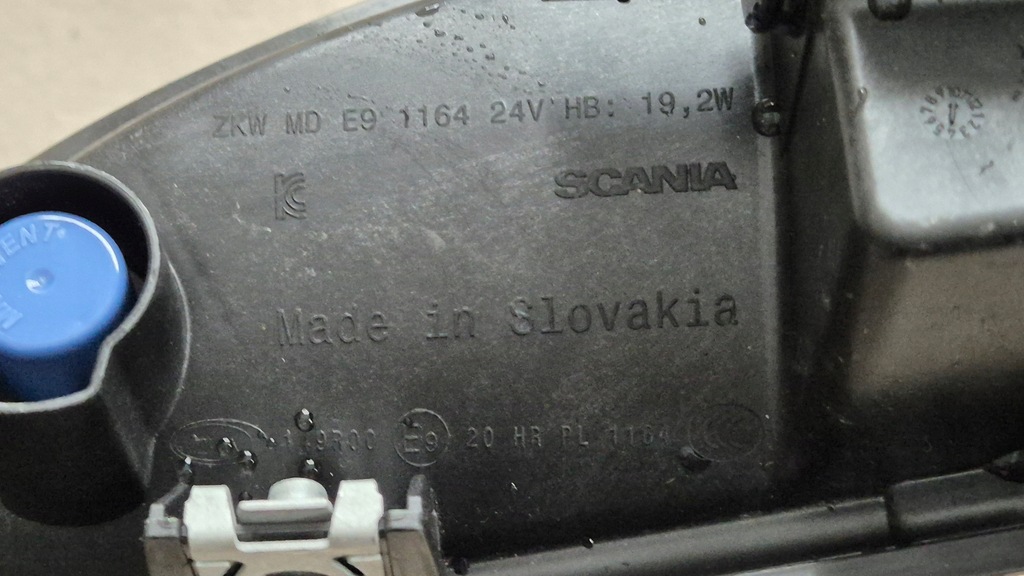 ZKW MD E9 1164 24V HB: 19,2W
SCANIA
Made in Slovakia
E9 20 HR PL 1164